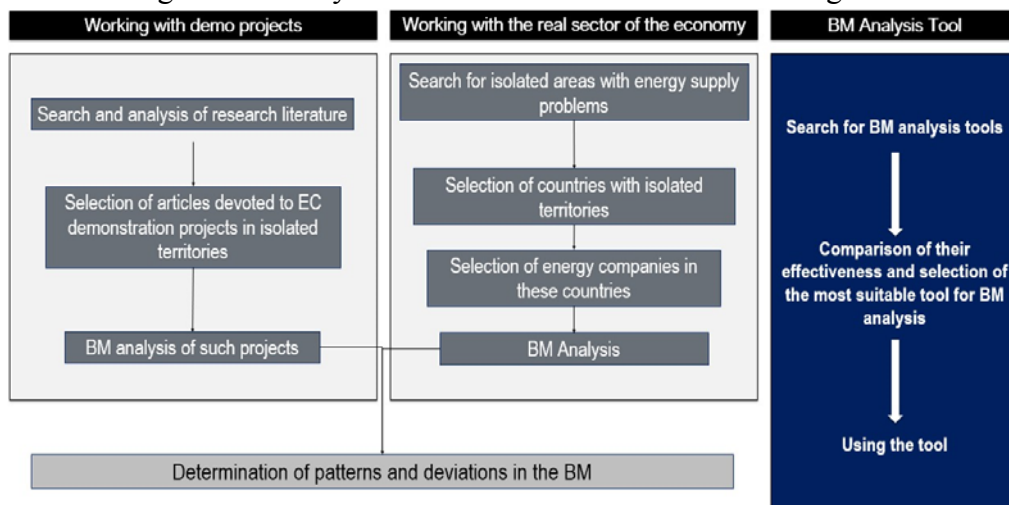 Working with demo projects
Search and analysis of research literature
Selection of articles devoted to EC
demonstration projects in isolated
territories
BM analysis of such projects
Working with the real sector of the economy
Search for isolated areas with energy supply
problems
Selection of countries with isolated
territories
Selection of energy companies in
these countries
BM Analysis
Determination of patterns and deviations in the BM
BM Analysis Tool
Search for BM analysis tools
Comparison of their
effectiveness and selection of
the most suitable tool for BM
analysis
Using the tool